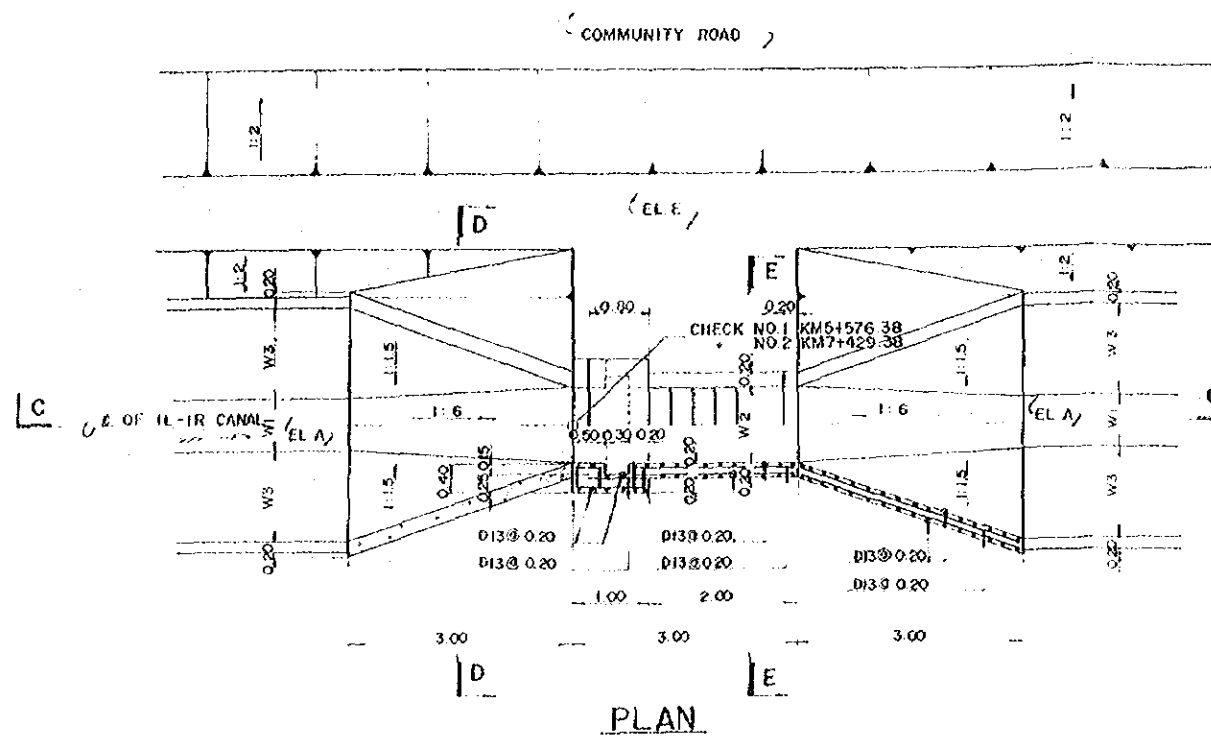 COMMUNITY ROAD
1:2
1:2
EL.E
D
E
1:2
0.20
0.80
0.20
1:2
0.20
CHECK NO.1 KM5+576.38
NO.2 KM7+429.38
W3
1:1.5
0.20
1:1.5
W3
C
℄ OF 1L-1R CANAL
W1
EL A
1:6
W2
1:6
EL A
W1
0.50 0.30 0.20
W3
1:1.5
0.40
0.25 0.15
0.20
0.20
0.20
1:1.5
W3
0.20
D13@ 0.20
D13@ 0.20
D13@ 0.20
D13@ 0.20
D13@ 0.20
D13@ 0.20
0.20
1.00
2.00
3.00
3.00
3.00
D
E
PLAN